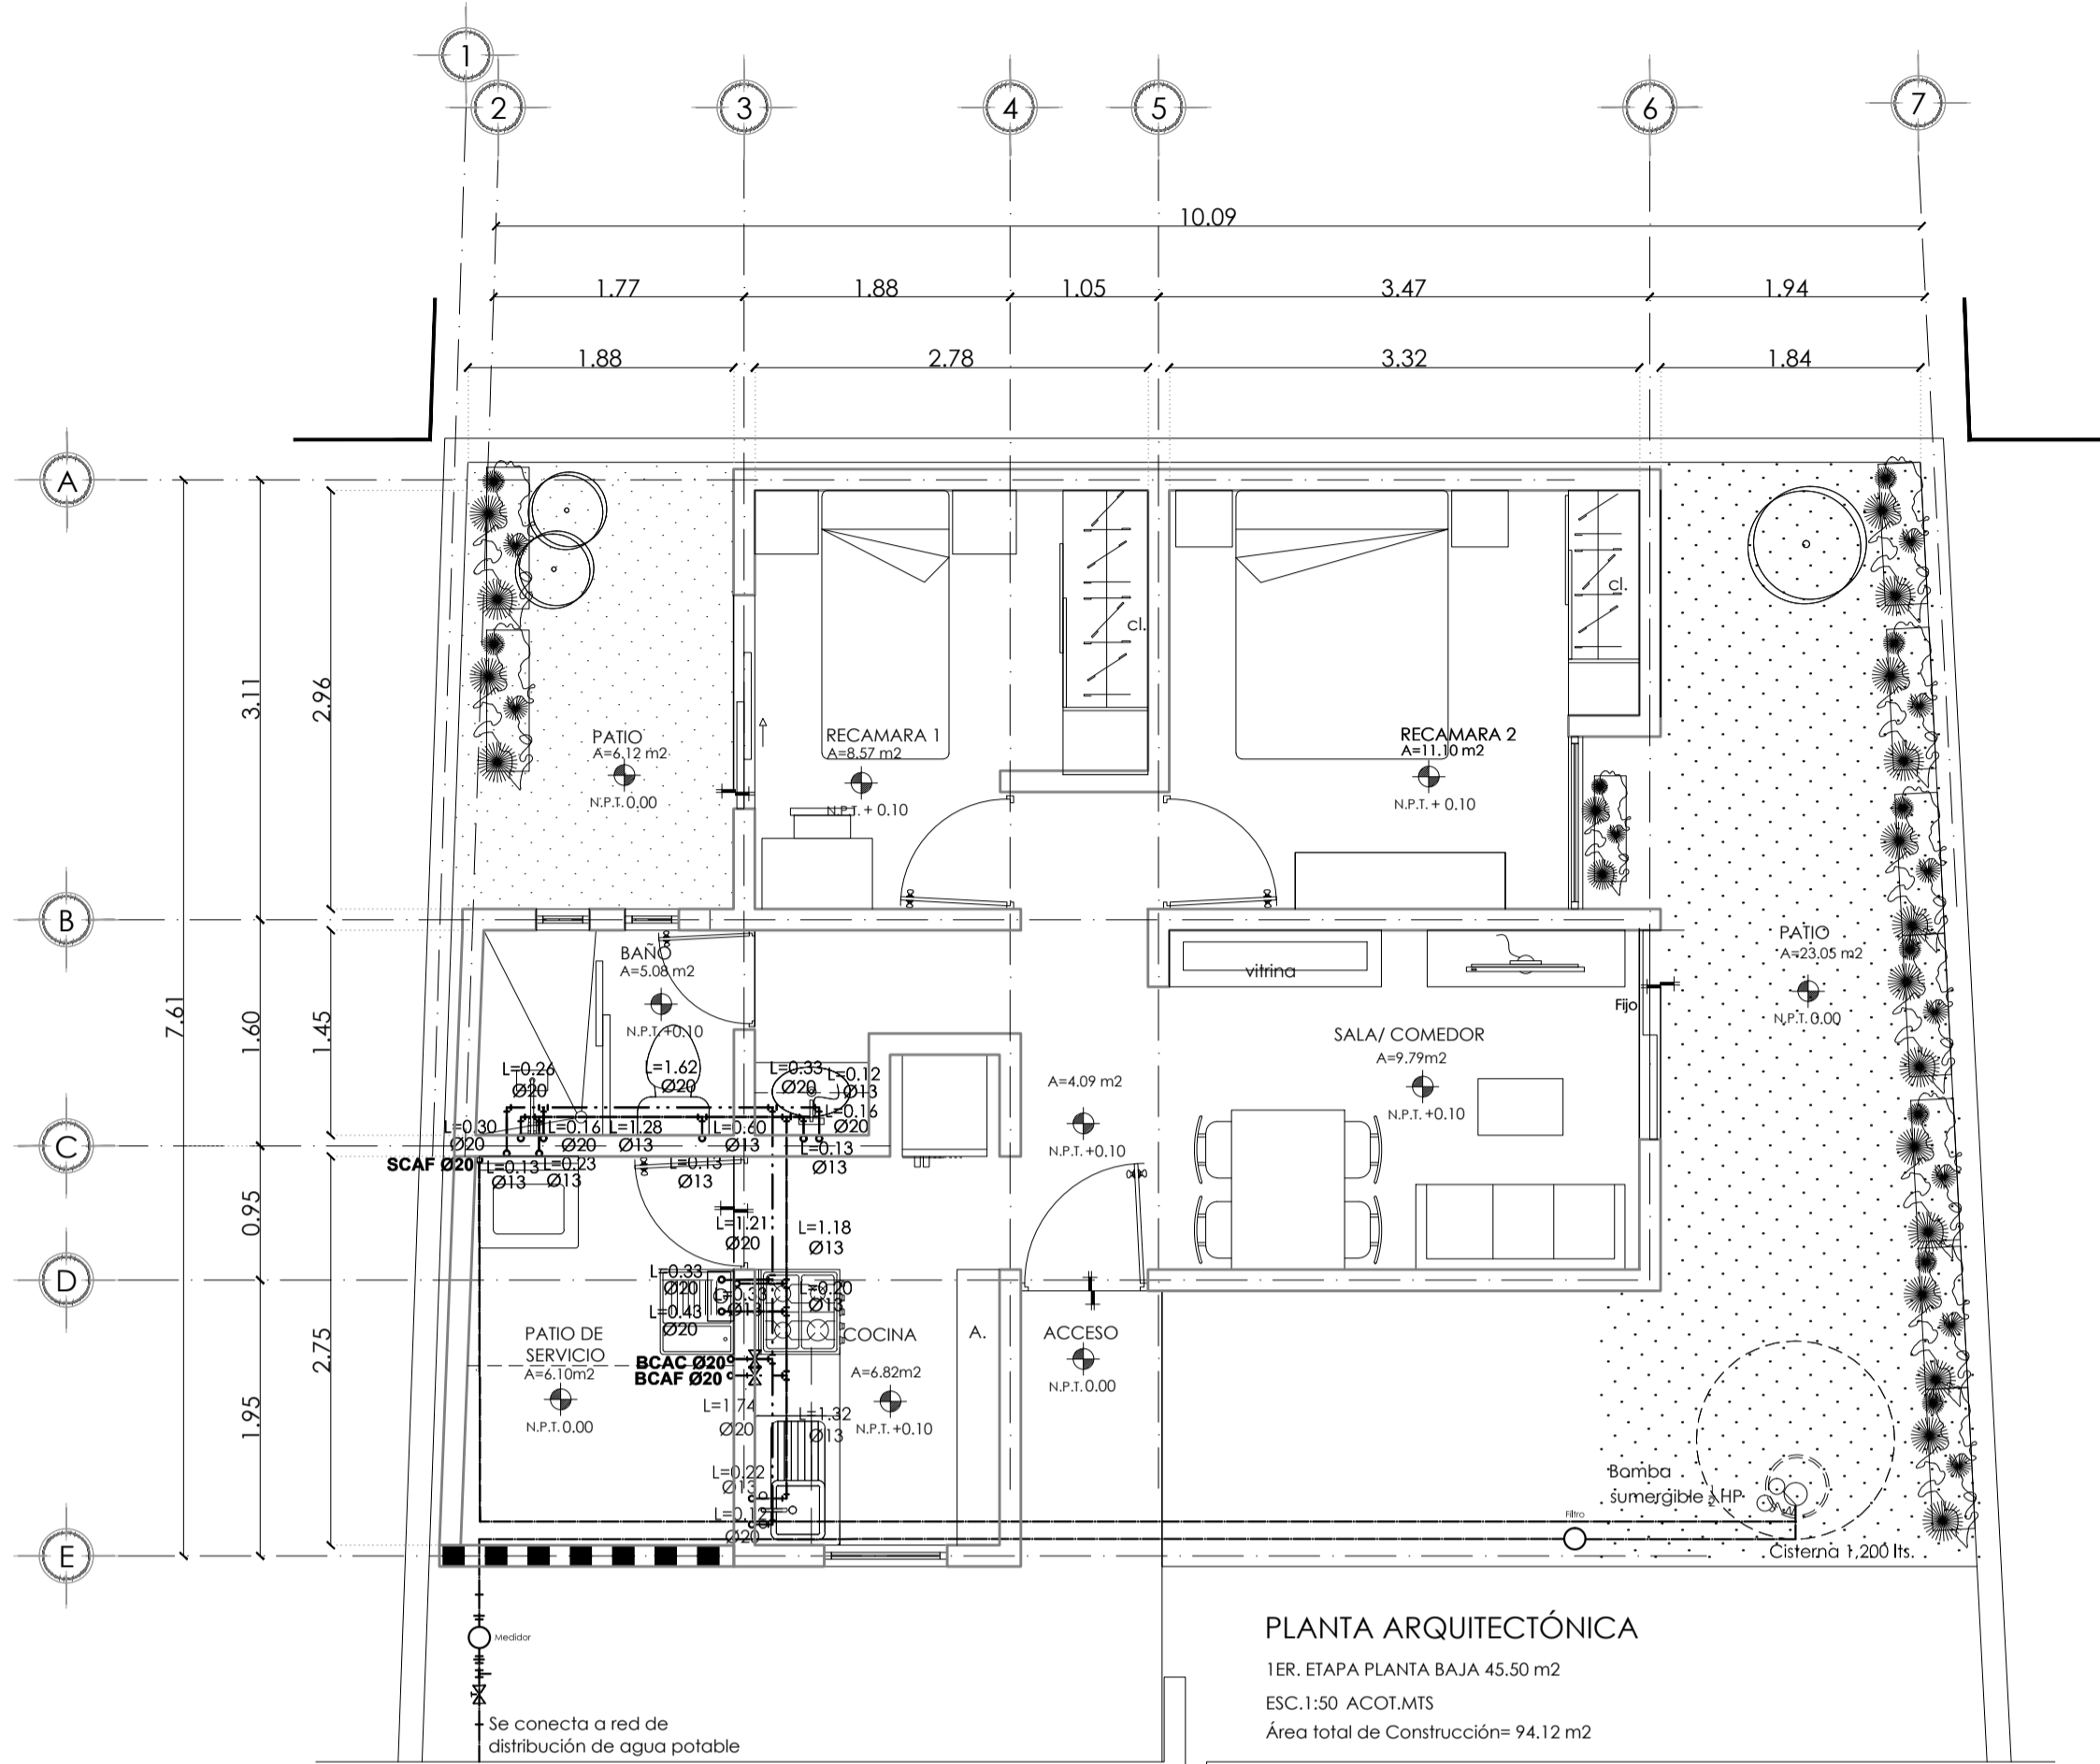 1
2
3
4
5
6
7
10.09
1.77
1.88
1.05
3.47
1.94
1.88
2.78
3.32
1.84
A
B
C
D
E
7.61
3.11
1.60
0.95
1.95
2.96
1.45
2.75
PATIO
A=6.12 m2
N.P.T. 0.00
RECAMARA 1
A=8.57 m2
N.P.T. + 0.10
cl.
RECAMARA 2
A=11.10 m2
N.P.T. + 0.10
cl.
BAÑO
A=5.08 m2
N.P.T. +0.10
vitrina
Fijo
PATIO
A=23.05 m2
N.P.T. 0.00
SALA/ COMEDOR
A=9.79m2
N.P.T. +0.10
A=4.09 m2
N.P.T. +0.10
L=0.26
Ø20
L=1.62
Ø20
L=0.33
Ø20
L=0.12
Ø13
L=0.16
Ø20
L=0.30
Ø20
L=0.16
Ø20
L=1.28
Ø13
L=0.60
Ø13
L=0.13
Ø13
SCAF Ø20
L=0.13
Ø13
L=0.23
Ø13
L=0.13
Ø13
L=1.21
Ø20
L=1.18
Ø13
L=0.33
Ø20
L=0.33
L=0.20
Ø13
L=0.43
Ø20
PATIO DE
SERVICIO
A=6.10m2
N.P.T. 0.00
BCAC Ø20
BCAF Ø20
COCINA
A=6.82m2
N.P.T. +0.10
A.
ACCESO
N.P.T. 0.00
L=1.74
Ø20
L=1.32
Ø13
L=0.22
Ø13
Ø20
Bomba
sumergible
HP
Filtro
Cisterna 1,200 lts.
Medidor
Se conecta a red de
distribución de agua potable
PLANTA ARQUITECTÓNICA
1ER. ETAPA PLANTA BAJA 45.50 m2
ESC.1:50 ACOT.MTS
Área total de Construcción= 94.12 m2